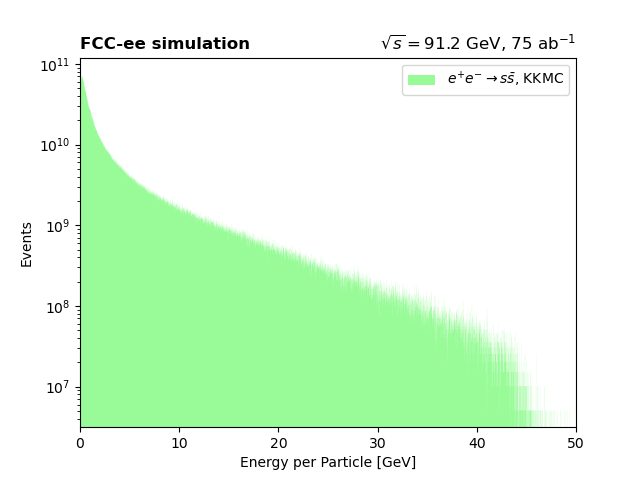 FCC-ee simulation
√s = 91.2 GeV, 75 ab⁻¹
e⁺e⁻ → ss̄, KKMC
Events
10¹¹
10¹⁰
10⁹
10⁸
10⁷
0 10 20 30 40 50
Energy per Particle [GeV]